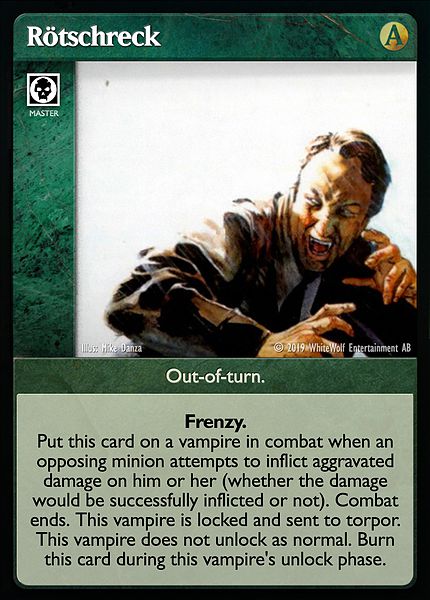 Rötschreck
A
MASTER
Illus: Mike Danza
© 2019 WhiteWolf Entertainment AB
Out-of-turn.
Frenzy.
Put this card on a vampire in combat when an
opposing minion attempts to inflict aggravated
damage on him or her (whether the damage
would be successfully inflicted or not). Combat
ends. This vampire is locked and sent to torpor.
This vampire does not unlock as normal. Burn
this card during this vampire's unlock phase.